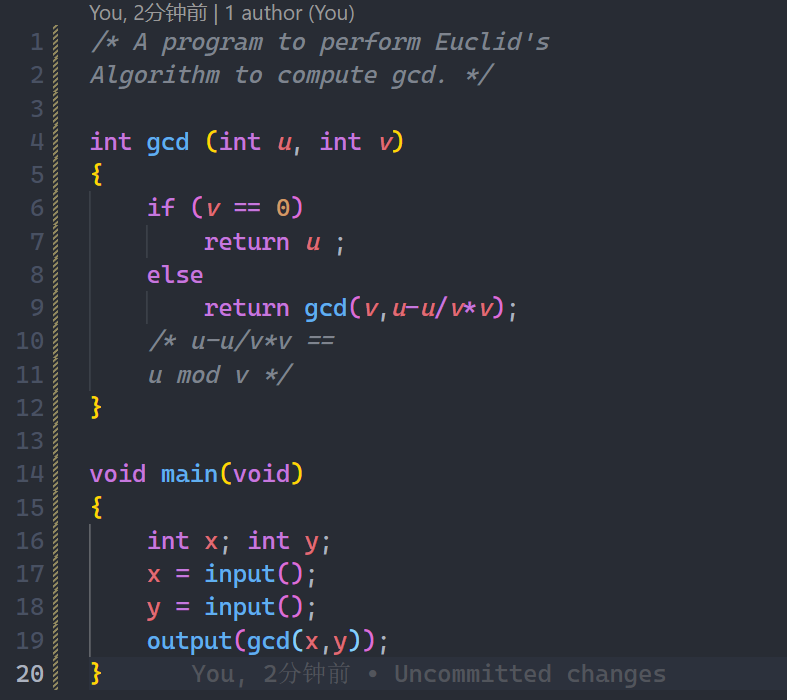 You, 2分钟前 | 1 author (You)
1 /* A program to perform Euclid's
2 Algorithm to compute gcd. */
3
4 int gcd (int u, int v)
5 {
6     if (v == 0)
7         return u ;
8     else
9         return gcd(v,u-u/v*v);
10     /* u-u/v*v ==
11     u mod v */
12 }
13
14 void main(void)
15 {
16     int x; int y;
17     x = input();
18     y = input();
19     output(gcd(x,y));
20 }     You, 2分钟前 • Uncommitted changes